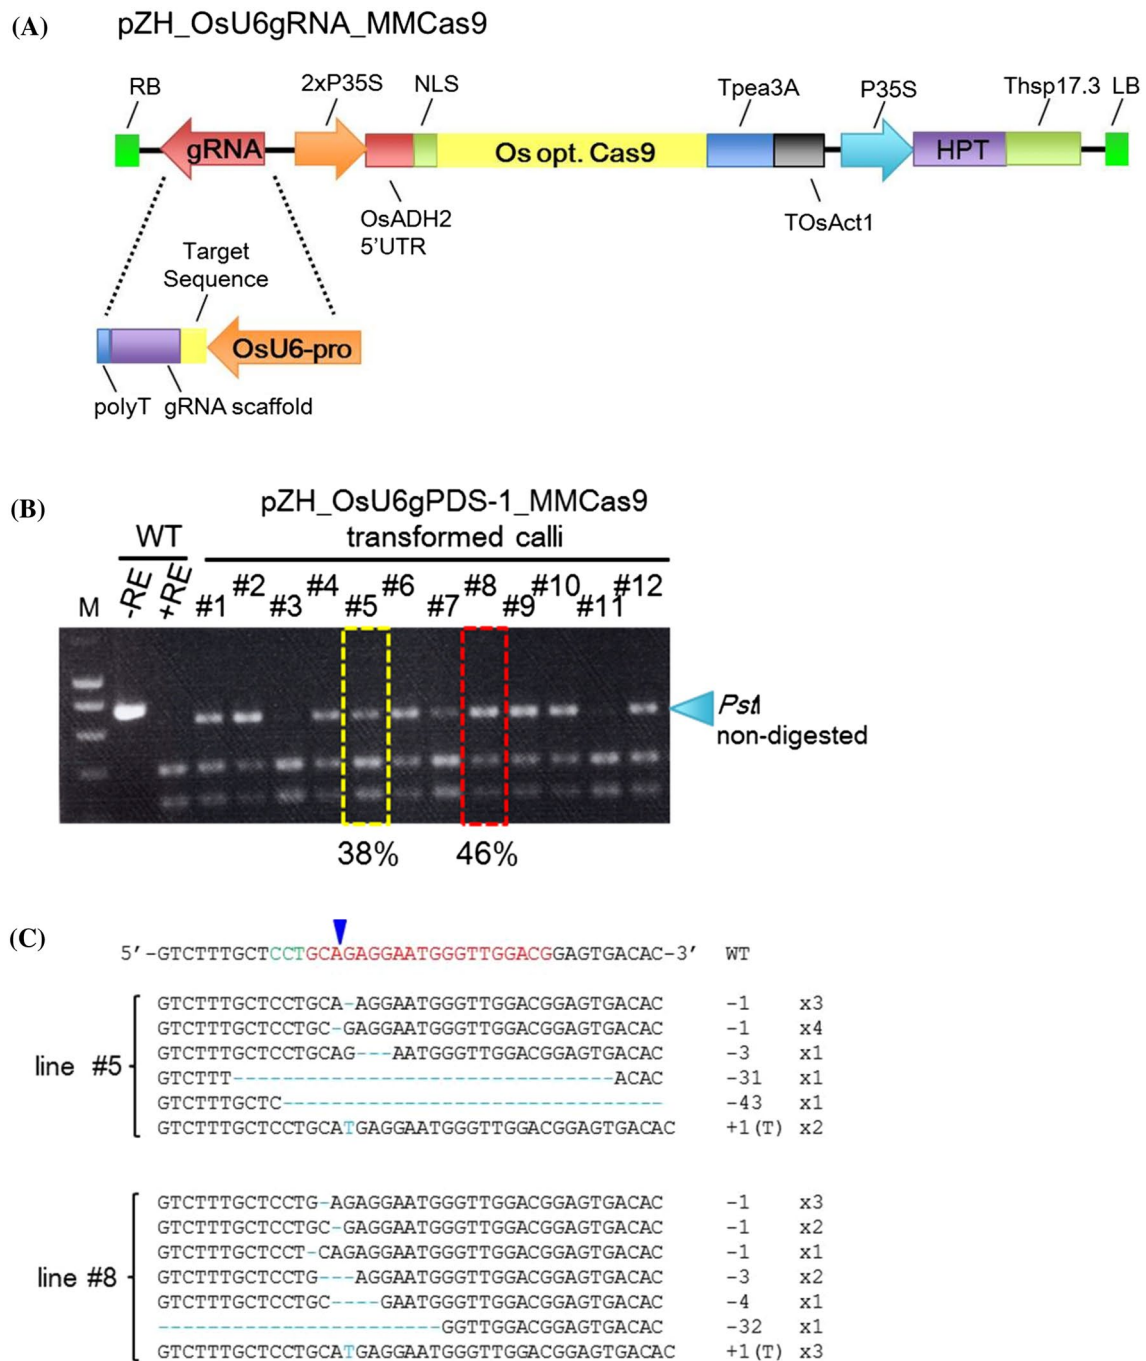 (A) pZH_OsU6gRNA_MMCas9
RB 2xP35S NLS Tpea3A P35S Thsp17.3 LB
gRNA Os opt. Cas9 HPT
OsADH2
5'UTR
TOsAct1
Target
Sequence
OsU6-pro
polyT gRNA scaffold
(B) pZH_OsU6gPDS-1_MMCas9
transformed calli
WT
M -RE +RE #1 #2 #3 #4 #5 #6 #7 #8 #9 #10 #11 #12
PstI
non-digested
38% 46%
(C)
5’-GTCTTTGCTCCTGCAGAGGAATGGGTTGGACGGAGTGACAC-3’ WT
line #5
GTCTTTGCTCCTGCA-AGGAATGGGTTGGACGGAGTGACAC -1 x3
GTCTTTGCTCCTGC-GAGGAATGGGTTGGACGGAGTGACAC -1 x4
GTCTTTGCTCCTGCAG---AATGGGTTGGACGGAGTGACAC -3 x1
GTCTTT-------------------------------ACAC -31 x1
GTCTTTGCTC------------------------------- -43 x1
GTCTTTGCTCCTGCATGAGGAATGGGTTGGACGGAGTGACAC +1(T) x2
line #8
GTCTTTGCTCCTG-AGAGGAATGGGTTGGACGGAGTGACAC -1 x3
GTCTTTGCTCCTGC-GAGGAATGGGTTGGACGGAGTGACAC -1 x2
GTCTTTGCTCCT-CAGAGGAATGGGTTGGACGGAGTGACAC -1 x1
GTCTTTGCTCCTG---AGGAATGGGTTGGACGGAGTGACAC -3 x2
GTCTTTGCTCCTGC----GAATGGGTTGGACGGAGTGACAC -4 x1
-----------------------GGTTGGACGGAGTGACAC -32 x1
GTCTTTGCTCCTGCATGAGGAATGGGTTGGACGGAGTGACAC +1(T) x3